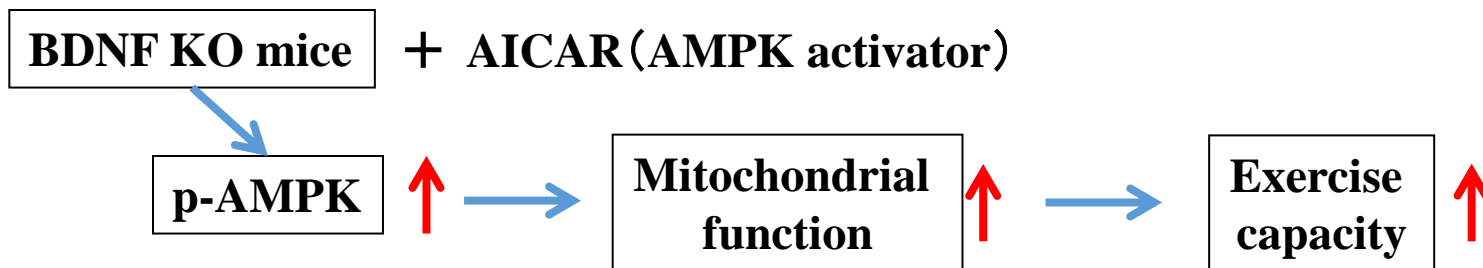 BDNF KO mice + AICAR（AMPK activator）
p-AMPK
Mitochondrial
function
Exercise
capacity